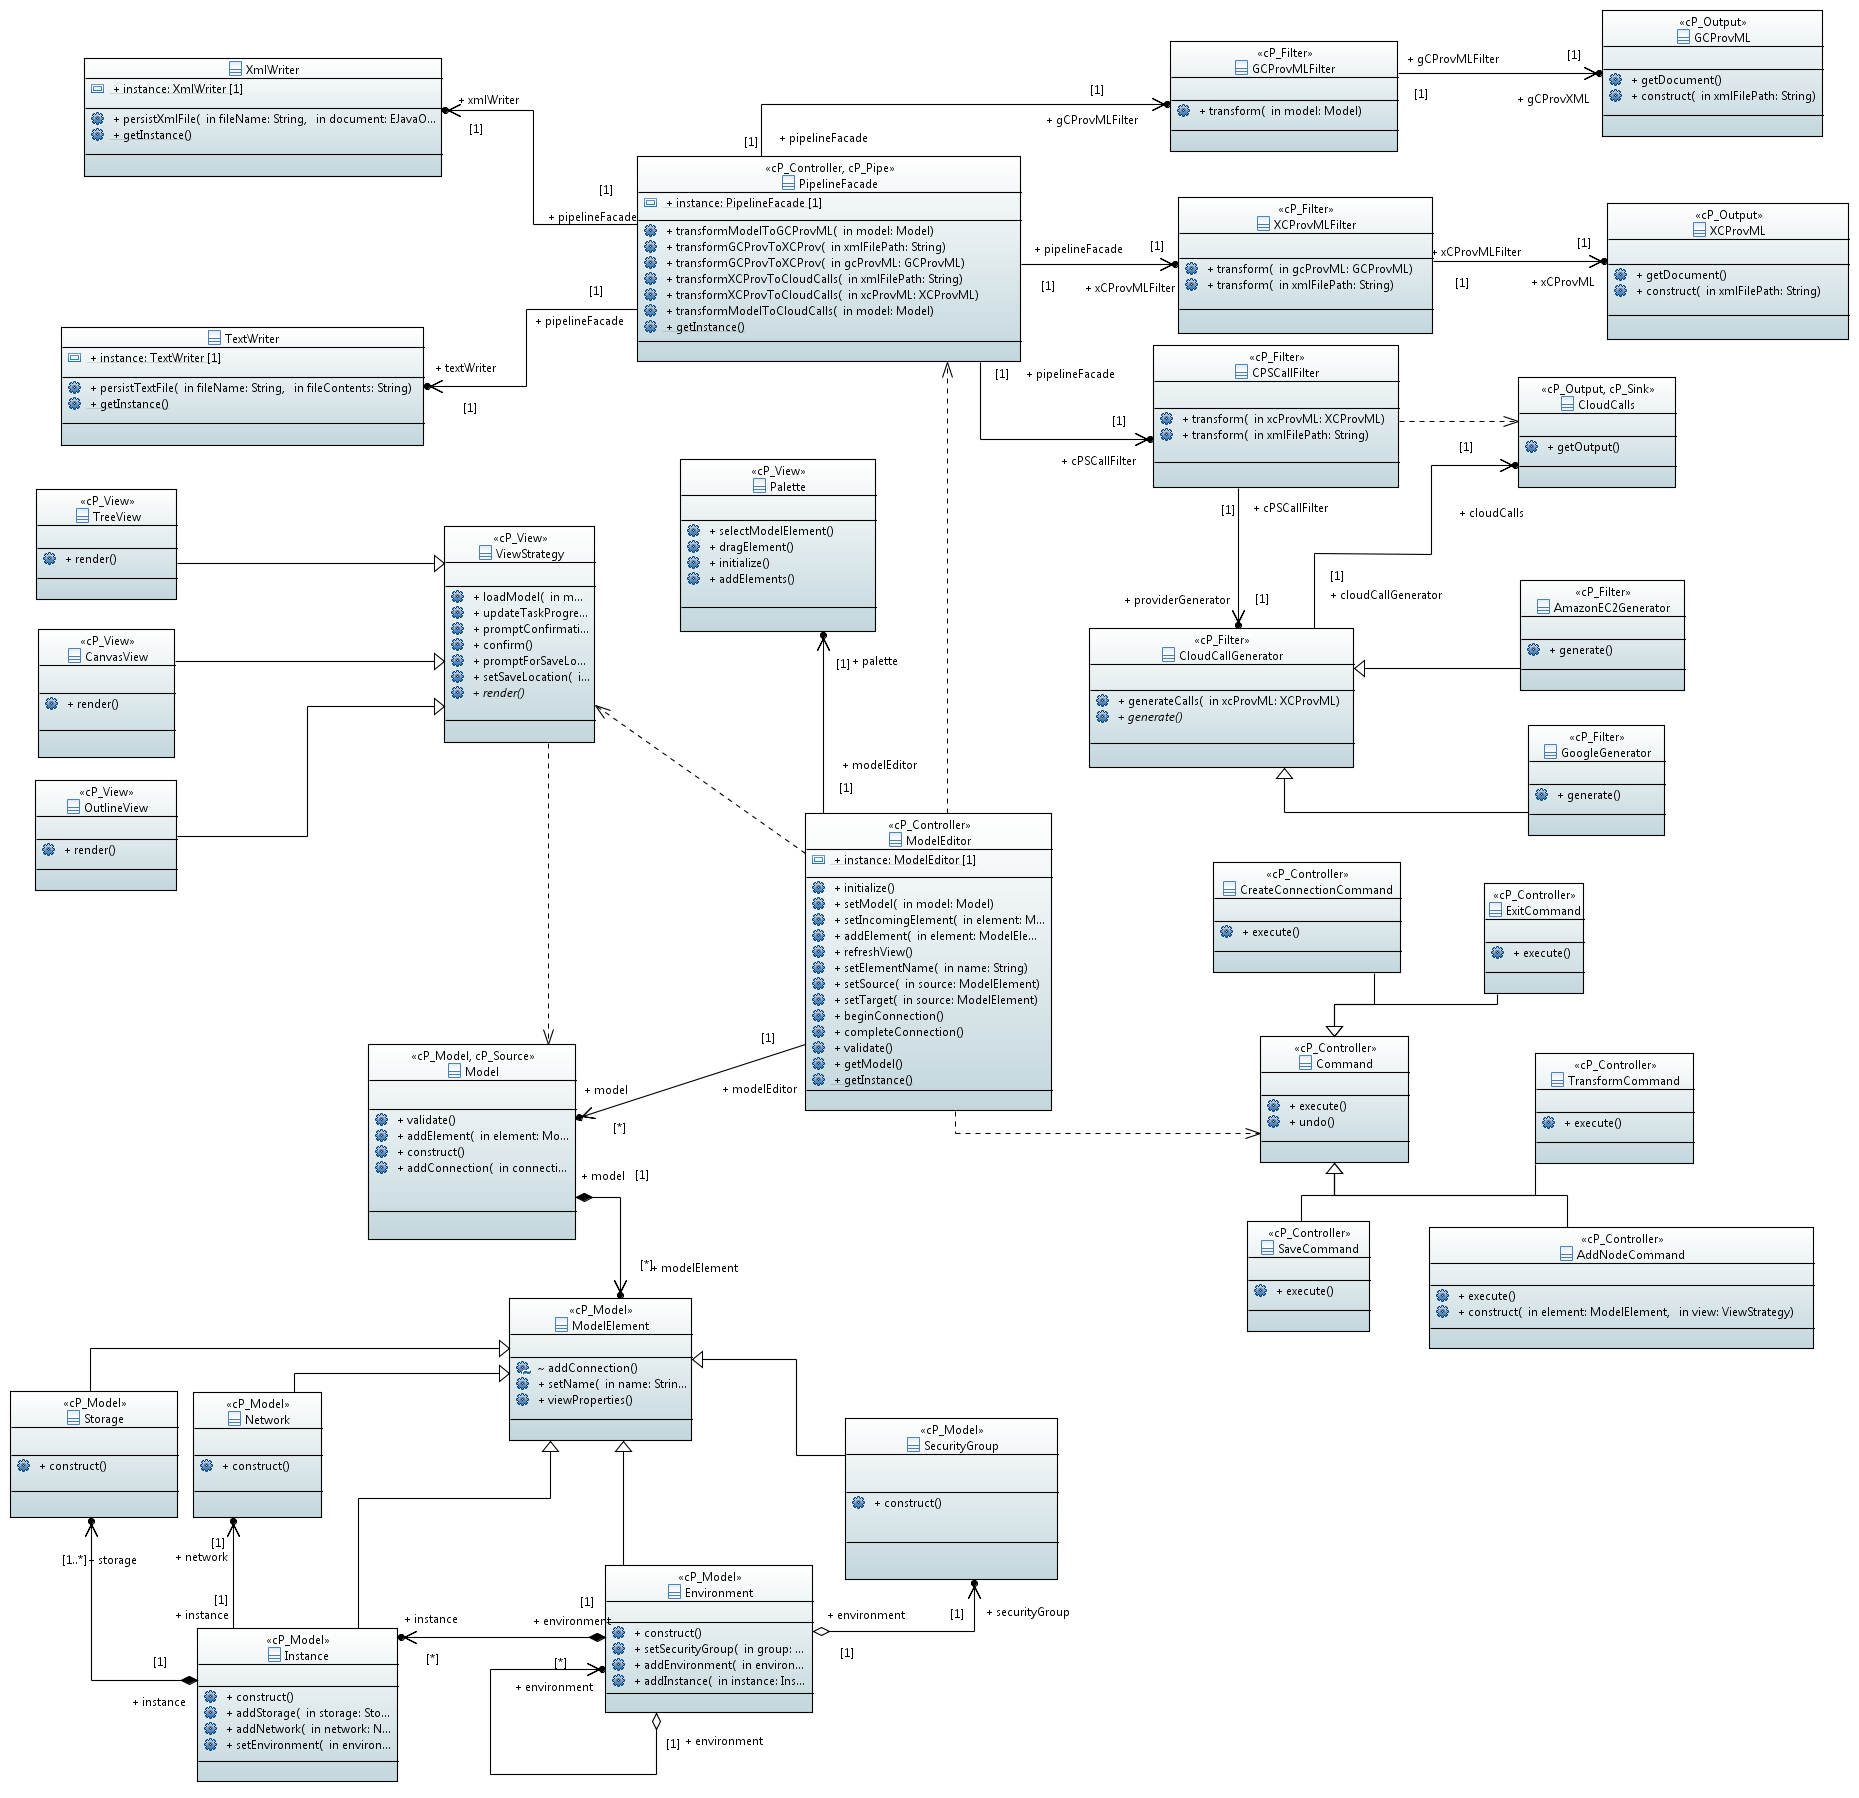 XmlWriter
+ instance: XmlWriter [1]
+ persistXmlFile( in fileName: String, in document: EJavaO...
+ getInstance()
+ xmlWriter
[1]
[1]
+ pipelineFacade
TextWriter
+ instance: TextWriter [1]
+ persistTextFile( in fileName: String, in fileContents: String)
+ getInstance()
+ textWriter
[1]
[1]
+ pipelineFacade
«cP_Controller, cP_Pipe»
PipelineFacade
+ instance: PipelineFacade [1]
+ transformModelToGCProvML( in model: Model)
+ transformGCProvToXCProv( in xmlFilePath: String)
+ transformGCProvToXCProv( in gcProvML: GCProvML)
+ transformXCProvToCloudCalls( in xmlFilePath: String)
+ transformXCProvToCloudCalls( in xcProvML: XCProvML)
+ transformModelToCloudCalls( in model: Model)
+ getInstance()
[1]
+ pipelineFacade
[1]
+ gCProvMLFilter
«cP_Filter»
GCProvMLFilter
+ transform( in model: Model)
+ gCProvMLFilter
[1]
[1]
+ gCProvXML
«cP_Output»
GCProvML
+ getDocument()
+ construct( in xmlFilePath: String)
+ pipelineFacade
[1]
[1]
+ xCProvMLFilter
«cP_Filter»
XCProvMLFilter
+ transform( in gcProvML: GCProvML)
+ transform( in xmlFilePath: String)
+ xCProvMLFilter
[1]
[1]
+ xCProvML
«cP_Output»
XCProvML
+ getDocument()
+ construct( in xmlFilePath: String)
[1]
+ pipelineFacade
[1]
+ cPSCallFilter
«cP_Filter»
CPSCallFilter
+ transform( in xcProvML: XCProvML)
+ transform( in xmlFilePath: String)
«cP_Output, cP_Sink»
CloudCalls
+ getOutput()
[1]
+ cloudCalls
[1]
+ cPSCallFilter
+ providerGenerator
[1]
[1]
+ cloudCallGenerator
«cP_Filter»
CloudCallGenerator
+ generateCalls( in xcProvML: XCProvML)
+ generate()
«cP_Filter»
AmazonEC2Generator
+ generate()
«cP_Filter»
GoogleGenerator
+ generate()
«cP_View»
TreeView
+ render()
«cP_View»
CanvasView
+ render()
«cP_View»
OutlineView
+ render()
«cP_View»
ViewStrategy
+ loadModel( in m...
+ updateTaskProgre...
+ promptConfirmati...
+ confirm()
+ promptForSaveLo...
+ setSaveLocation( i...
+ render()
«cP_View»
Palette
+ selectModelElement()
+ dragElement()
+ initialize()
+ addElements()
[1]
+ palette
+ modelEditor
[1]
«cP_Controller»
ModelEditor
+ instance: ModelEditor [1]
+ initialize()
+ setModel( in model: Model)
+ setIncomingElement( in element: M...
+ addElement( in element: ModelEle...
+ refreshView()
+ setElementName( in name: String)
+ setSource( in source: ModelElement)
+ setTarget( in source: ModelElement)
+ beginConnection()
+ completeConnection()
+ validate()
+ getModel()
+ getInstance()
[1]
+ modelEditor
+ model
[*]
«cP_Controller»
CreateConnectionCommand
+ execute()
«cP_Controller»
ExitCommand
+ execute()
«cP_Controller»
Command
+ execute()
+ undo()
«cP_Controller»
TransformCommand
+ execute()
«cP_Controller»
SaveCommand
+ execute()
«cP_Controller»
AddNodeCommand
+ execute()
+ construct( in element: ModelElement, in view: ViewStrategy)
«cP_Model, cP_Source»
Model
+ validate()
+ addElement( in element: Mo...
+ construct()
+ addConnection( in connecti...
+ model
[1]
[*]
+ modelElement
«cP_Model»
ModelElement
~ addConnection()
+ setName( in name: Strin...
+ viewProperties()
«cP_Model»
Storage
+ construct()
«cP_Model»
Network
+ construct()
«cP_Model»
SecurityGroup
+ construct()
[1..*]
+ storage
[1]
+ network
[1]
+ instance
[1]
+ instance
«cP_Model»
Instance
+ construct()
+ addStorage( in storage: Sto...
+ addNetwork( in network: N...
+ setEnvironment( in environ...
+ instance
[*]
[1]
+ environment
«cP_Model»
Environment
+ construct()
+ setSecurityGroup( in group: ...
+ addEnvironment( in environ...
+ addInstance( in instance: Ins...
+ environment
[1]
[1]
+ securityGroup
[*]
+ environment
[1]
+ environment